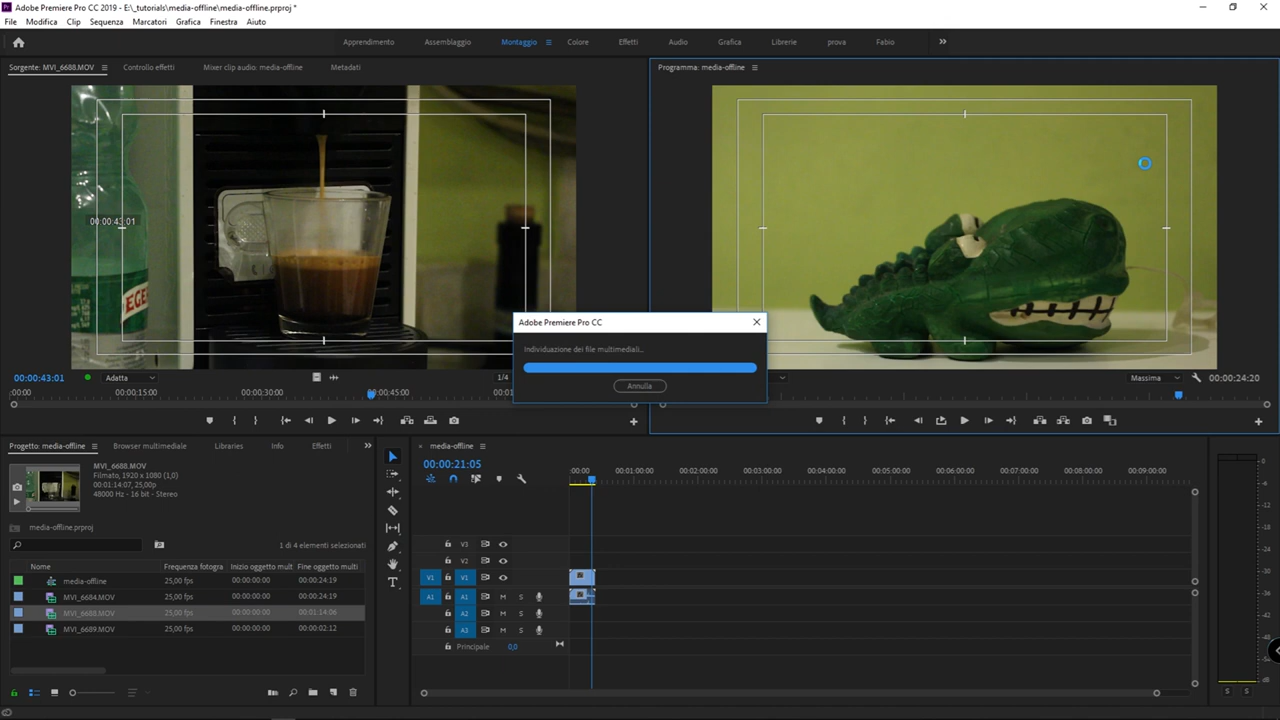 Adobe Premiere Pro CC 2019 - E:\_tutorials\media-offline\media-offline.prproj *
File Modifica Clip Sequenza Marcatori Grafica Finestra Aiuto
Apprendimento Assemblaggio Montaggio Colore Effetti Audio Grafica Librerie prova Fabio
Sorgente: MVI_6688.MOV Controllo effetti Mixer clip audio: media-offline Metadati
Programma: media-offline
00:00:43:01
Adobe Premiere Pro CC
Individuazione dei file multimediali...
Annulla
00:00:43:01 Adatta 1/4
Massima 00:00:24:20
:00:00 00:00:15:00 00:00:30:00 00:00:45:00
Progetto: media-offline Browser multimediale Libraries Info Effetti
MVI_6688.MOV
Filmato, 1920 x 1080 (1,0)
00:01:14:07, 25,00p
48000 Hz - 16 bit - Stereo
media-offline.prproj
1 di 4 elementi selezionati
Nome Frequenza fotogra Inizio oggetto mult Fine oggetto multi
media-offline 25,00 fps 00:00:00:00 00:00:24:19
MVI_6684.MOV 25,00 fps 00:00:00:00 00:00:24:19
MVI_6688.MOV 25,00 fps 00:00:00:00 00:01:14:06
MVI_6689.MOV 25,00 fps 00:00:00:00 00:00:02:12
media-offline
00:00:21:05
:00:00 00:01:00:00 00:02:00:00 00:03:00:00 00:04:00:00 00:05:00:00 00:06:00:00 00:07:00:00 00:08:00:00 00:09:00:00
V3
V2
V1 V1
A1 A1 M S
A2 M S
A3 M S
Principale 0,0
0
-6
-12
-18
-24
-30
-36
-42
-48
dB
S S